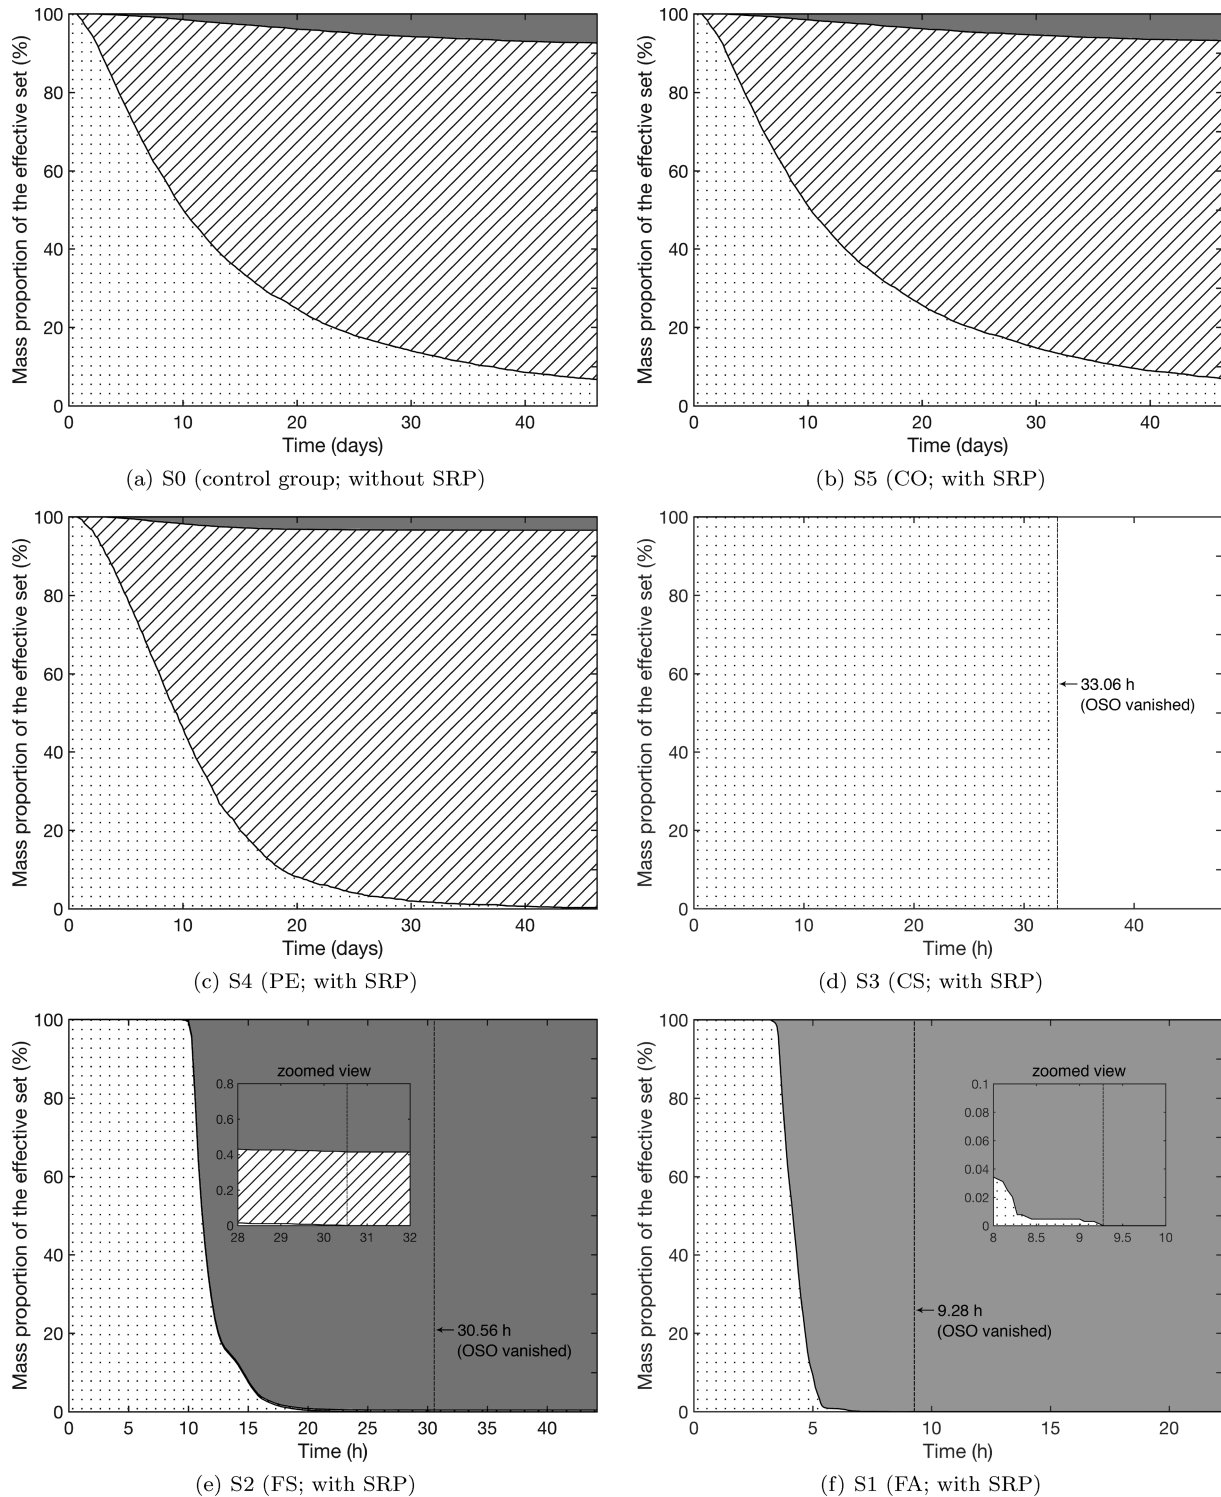 Mass proportion of the effective set (%)
100
80
60
40
20
0
0 10 20 30 40
Time (days)
(a) S0 (control group; without SRP)
Mass proportion of the effective set (%)
100
80
60
40
20
0
0 10 20 30 40
Time (days)
(b) S5 (CO; with SRP)
Mass proportion of the effective set (%)
100
80
60
40
20
0
0 10 20 30 40
Time (days)
(c) S4 (PE; with SRP)
Mass proportion of the effective set (%)
100
80
60
40
20
0
33.06 h
(OSO vanished)
0 10 20 30 40
Time (h)
(d) S3 (CS; with SRP)
Mass proportion of the effective set (%)
100
80
60
40
20
0
zoomed view
0.8
0.6
0.4
0.2
0
28 29 30 31 32
30.56 h
(OSO vanished)
0 5 10 15 20 25 30 35 40
Time (h)
(e) S2 (FS; with SRP)
Mass proportion of the effective set (%)
100
80
60
40
20
0
zoomed view
0.1
0.08
0.06
0.04
0.02
0
8 8.5 9 9.5 10
9.28 h
(OSO vanished)
0 5 10 15 20
Time (h)
(f) S1 (FA; with SRP)